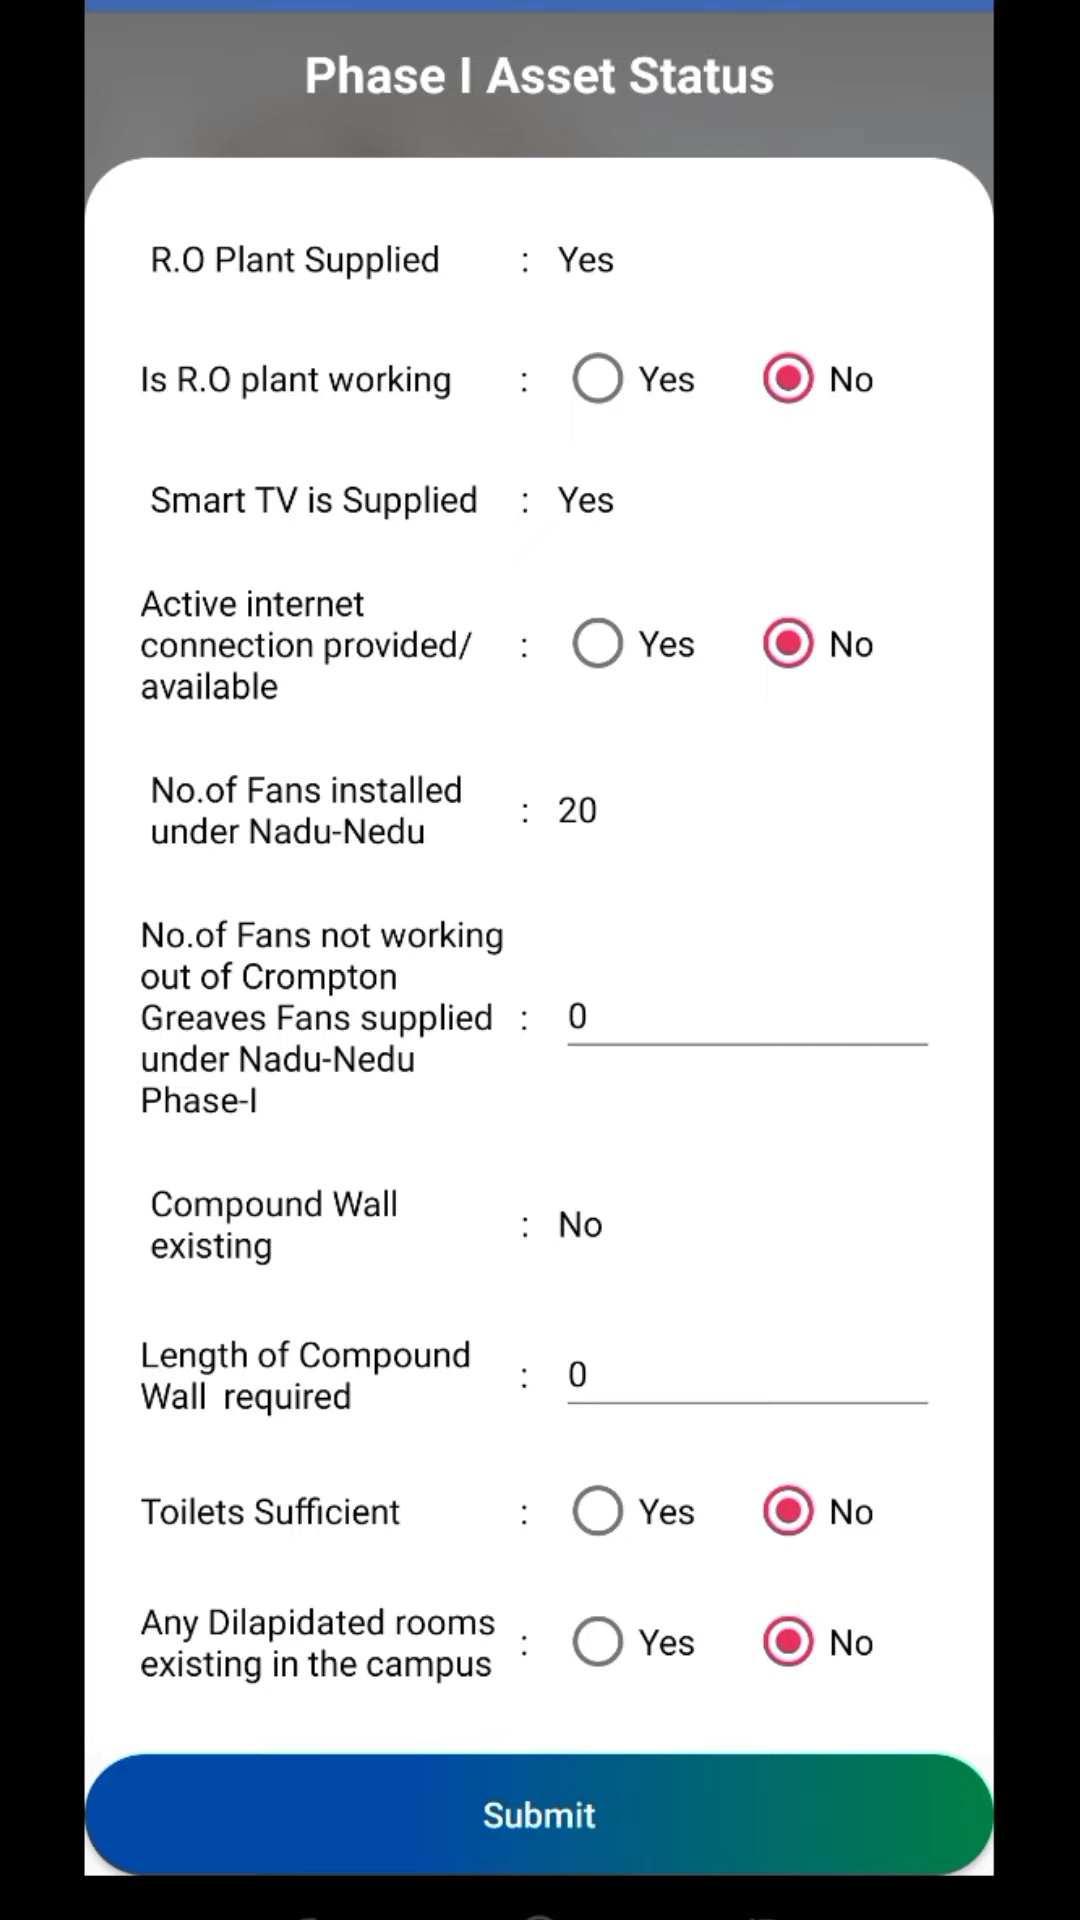 Phase I Asset Status
R.O Plant Supplied : Yes
Is R.O plant working : Yes No
Smart TV is Supplied : Yes
Active internet
connection provided/ : Yes No
available
No.of Fans installed
under Nadu-Nedu : 20
No.of Fans not working
out of Crompton
Greaves Fans supplied : 0
under Nadu-Nedu
Phase-I
Compound Wall
existing : No
Length of Compound
Wall required : 0
Toilets Sufficient : Yes No
Any Dilapidated rooms
existing in the campus : Yes No
Submit